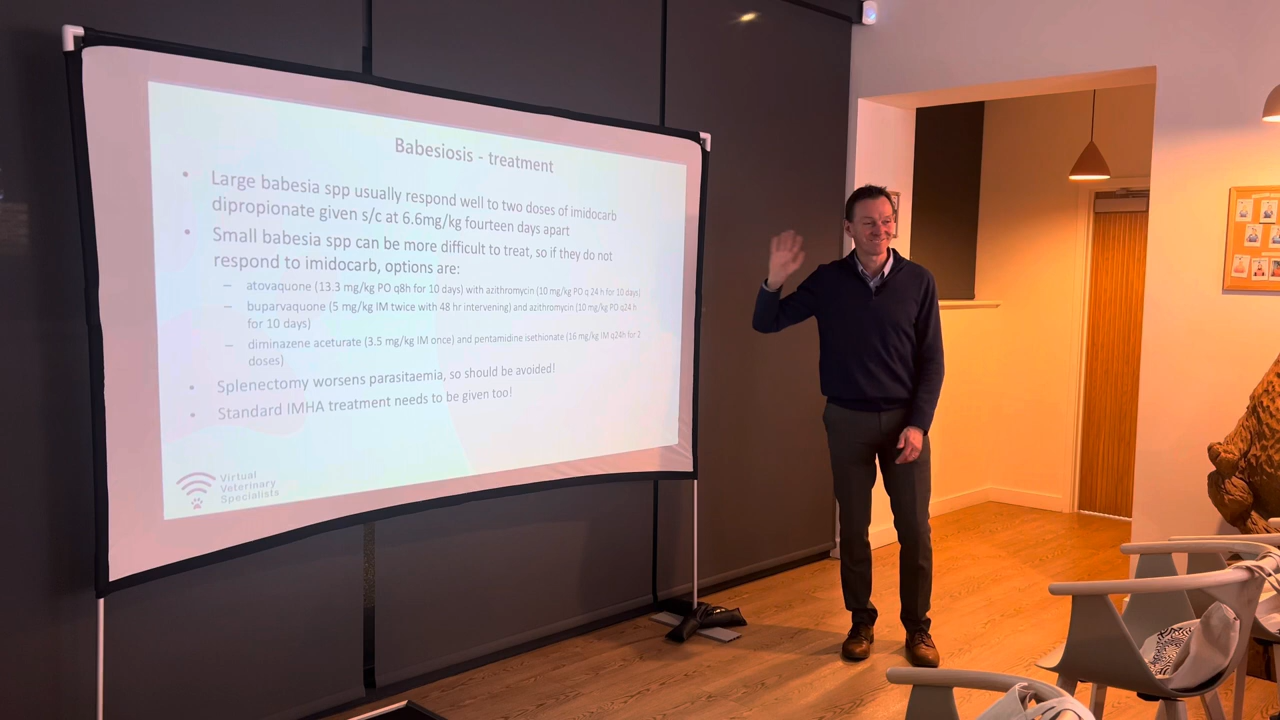 Babesiosis - treatment
• Large babesia spp usually respond well to two doses of imidocarb
dipropionate given s/c at 6.6mg/kg fourteen days apart
• Small babesia spp can be more difficult to treat, so if they do not
respond to imidocarb, options are:
– atovaquone (13.3 mg/kg PO q8h for 10 days) with azithromycin (10 mg/kg PO q 24 h for 10 days)
– buparvaquone (5 mg/kg IM twice with 48 hr intervening) and azithromycin (10 mg/kg PO q24 h
for 10 days)
– diminazene aceturate (3.5 mg/kg IM once) and pentamidine isethionate (16 mg/kg IM q24h for 2
doses)
• Splenectomy worsens parasitaemia, so should be avoided!
• Standard IMHA treatment needs to be given too!
Virtual
Veterinary
Specialists